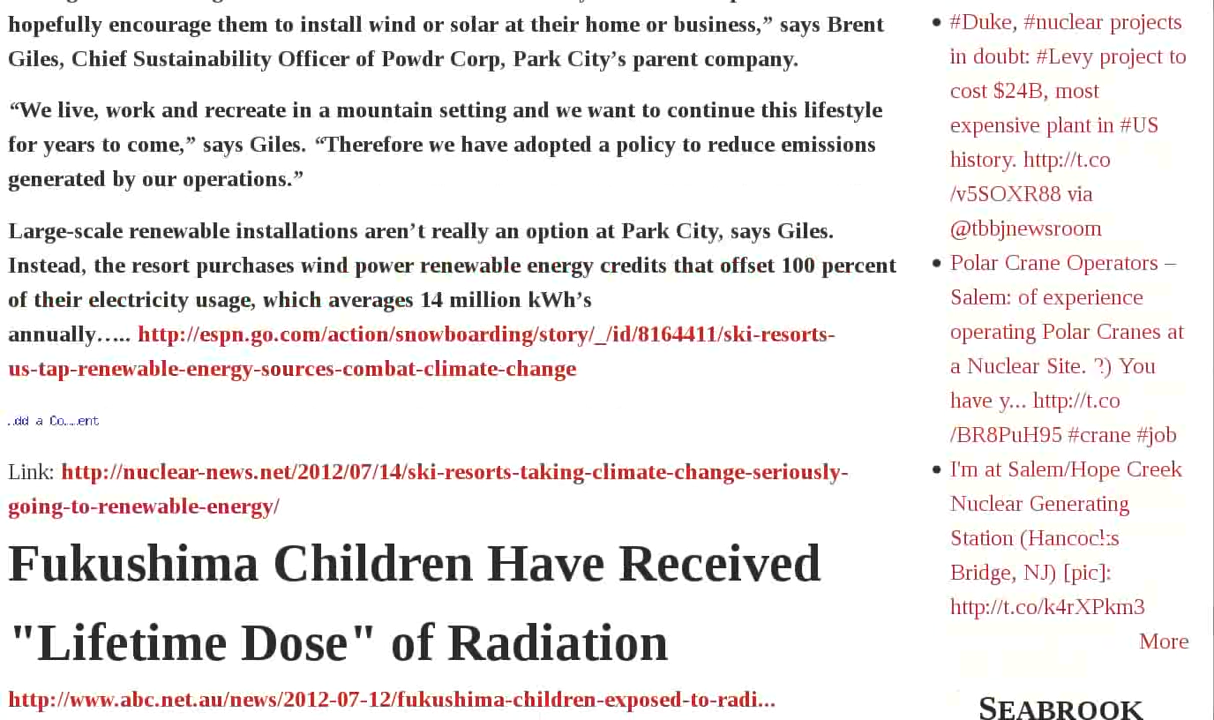 hopefully encourage them to install wind or solar at their home or business,” says Brent
Giles, Chief Sustainability Officer of Powdr Corp, Park City’s parent company.
“We live, work and recreate in a mountain setting and we want to continue this lifestyle
for years to come,” says Giles. “Therefore we have adopted a policy to reduce emissions
generated by our operations.”
Large-scale renewable installations aren’t really an option at Park City, says Giles.
Instead, the resort purchases wind power renewable energy credits that offset 100 percent
of their electricity usage, which averages 14 million kWh’s
annually….. http://espn.go.com/action/snowboarding/story/_/id/8164411/ski-resorts-
us-tap-renewable-energy-sources-combat-climate-change
a
Link: http://nuclear-news.net/2012/07/14/ski-resorts-taking-climate-change-seriously-
going-to-renewable-energy/
Fukushima Children Have Received
"Lifetime Dose" of Radiation
http://www.abc.net.au/news/2012-07-12/fukushima-children-exposed-to-radi...
#Duke, #nuclear projects
in doubt: #Levy project to
cost $24B, most
expensive plant in #US
history. http://t.co
/v5SOXR88 via
@tbbjnewsroom
Polar Crane Operators –
Salem: of experience
operating Polar Cranes at
a Nuclear Site. ?) You
have y... http://t.co
/BR8PuH95 #crane #job
I'm at Salem/Hope Creek
Nuclear Generating
Station (Hancocks
Bridge, NJ) [pic]:
http://t.co/k4rXPkm3
More
SEABROOK